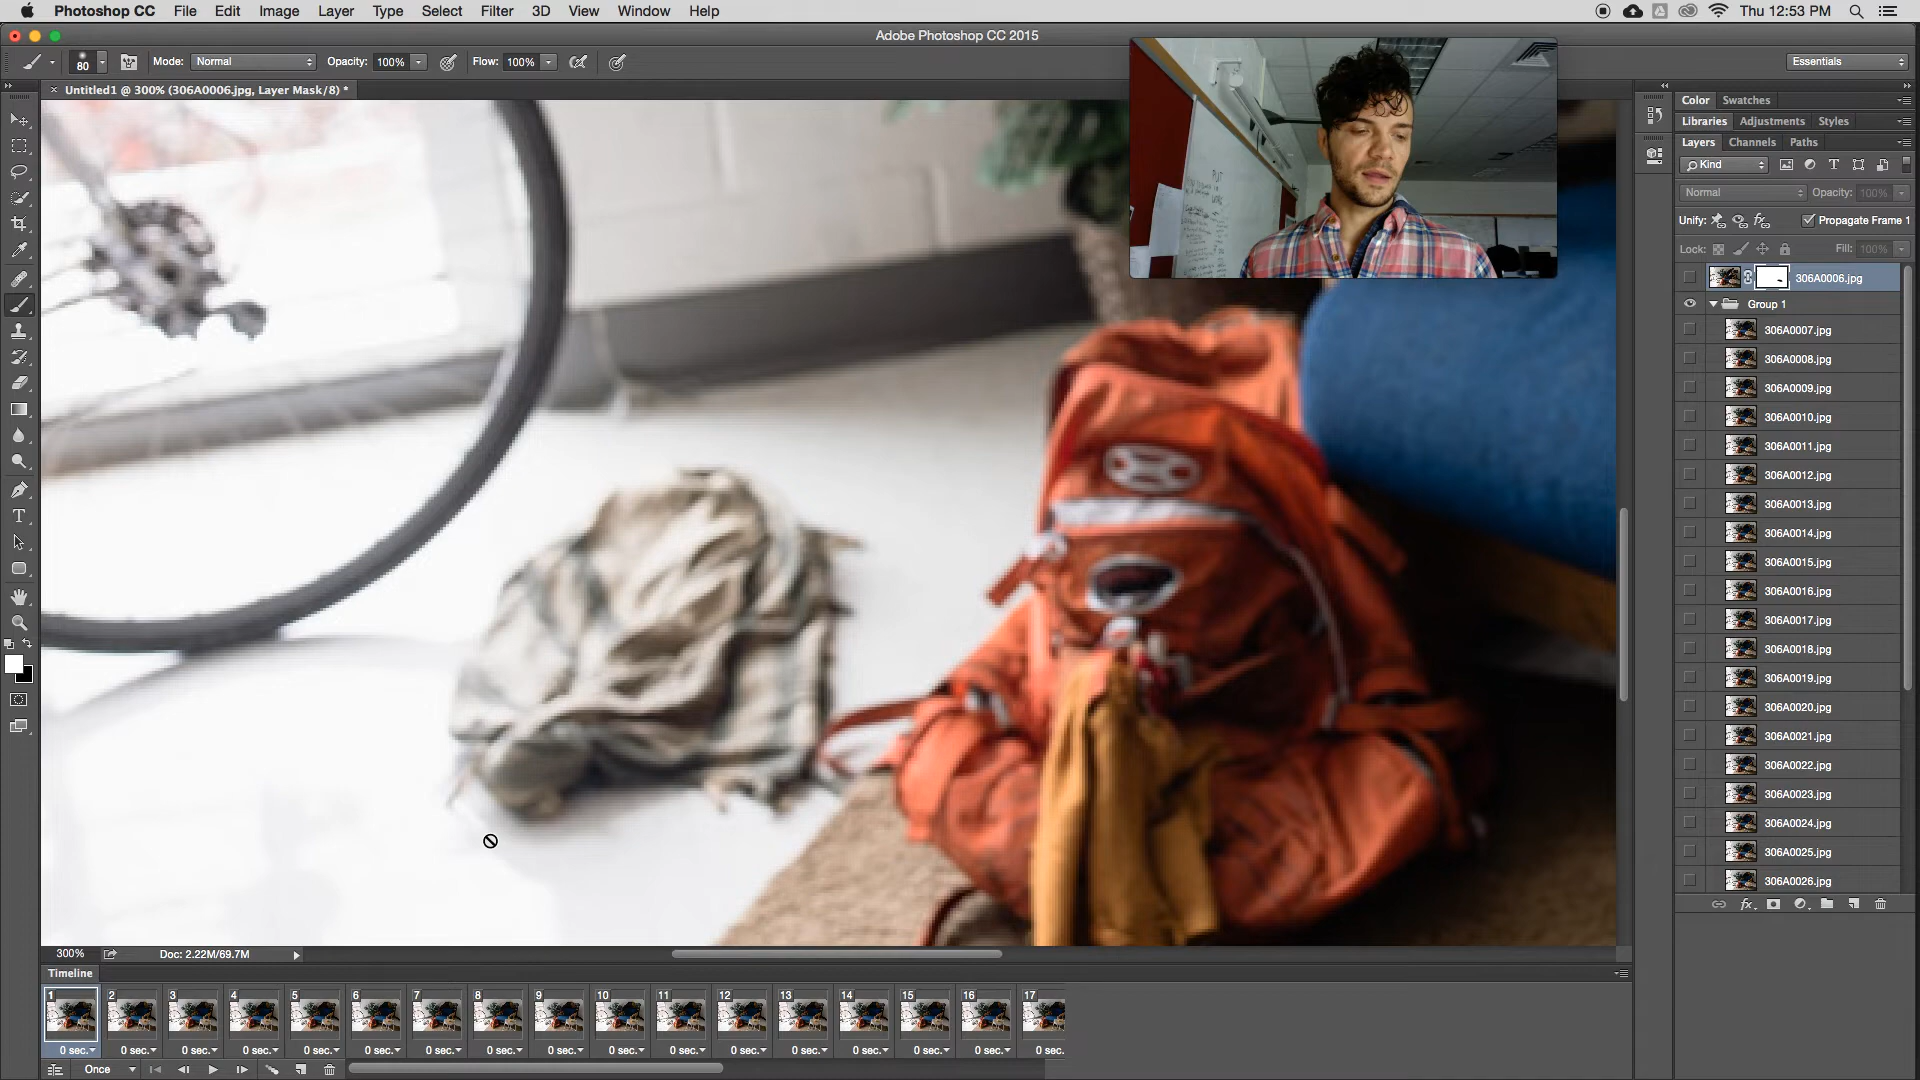 Photoshop CC File Edit Image Layer Type Select Filter 3D View Window Help Thu 12:53 PM
Adobe Photoshop CC 2015
80 Mode: Normal Opacity: 100% Flow: 100% Essentials
× Untitled1 @ 300% (306A0006.jpg, Layer Mask/8) *
Color Swatches
Libraries Adjustments Styles
Layers Channels Paths
Kind
Normal Opacity: 100%
Unify: Propagate Frame 1
Lock: Fill: 100%
306A0006.jpg
Group 1
306A0007.jpg
306A0008.jpg
306A0009.jpg
306A0010.jpg
306A0011.jpg
306A0012.jpg
306A0013.jpg
306A0014.jpg
306A0015.jpg
306A0016.jpg
306A0017.jpg
306A0018.jpg
306A0019.jpg
306A0020.jpg
306A0021.jpg
306A0022.jpg
306A0023.jpg
306A0024.jpg
306A0025.jpg
306A0026.jpg
300% Doc: 2.22M/69.7M
Timeline
1 2 3 4 5 6 7 8 9 10 11 12 13 14 15 16 17
0 sec. 0 sec. 0 sec. 0 sec. 0 sec. 0 sec. 0 sec. 0 sec. 0 sec. 0 sec. 0 sec. 0 sec. 0 sec. 0 sec. 0 sec. 0 sec. 0 sec.
Once